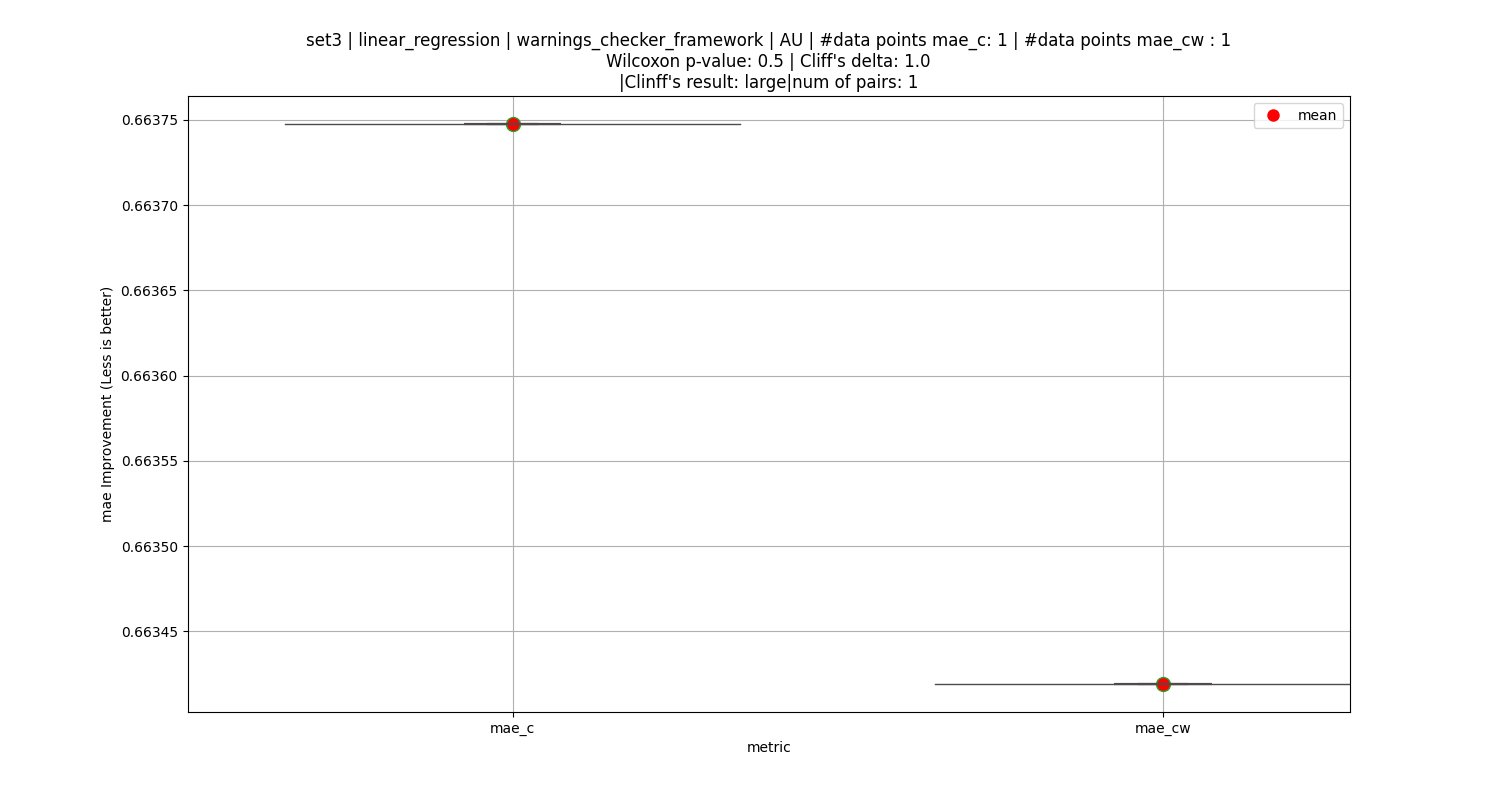 set3 | linear_regression | warnings_checker_framework | AU | #data points mae_c: 1 | #data points mae_cw : 1
Wilcoxon p-value: 0.5 | Cliff's delta: 1.0
|Clinff's result: large|num of pairs: 1
mean
0.66375
0.66370
0.66365
0.66360
0.66355
0.66350
0.66345
mae Improvement (Less is better)
mae_c
mae_cw
metric